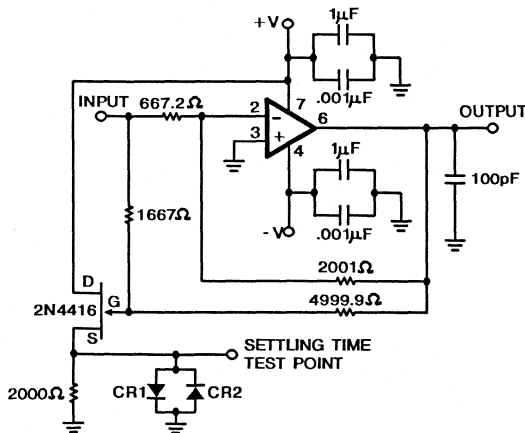 +V
1μF
.001μF
INPUT
667.2Ω
2
7
6
OUTPUT
3
4
1μF
100pF
1667Ω
-V
.001μF
2001Ω
D
4999.9Ω
2N4416
G
S
SETTLING TIME
TEST POINT
2000Ω
CR1
CR2